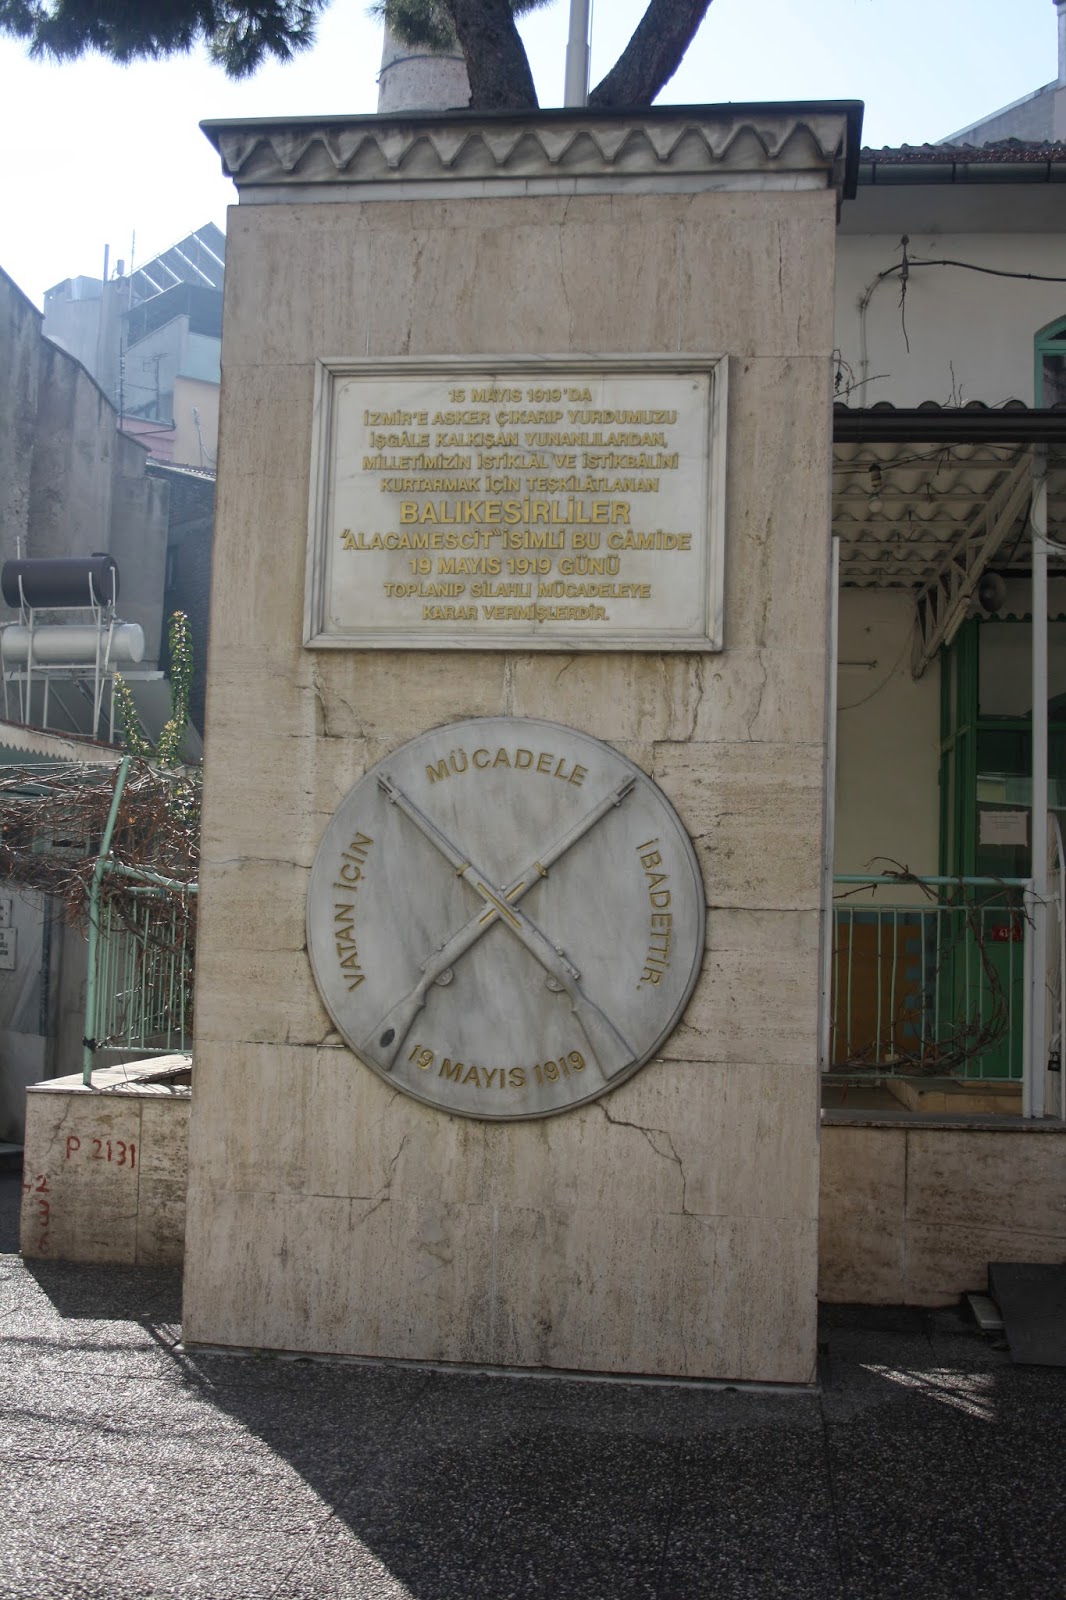 15 MAYIS 1919'DA
İZMİR'E ASKER ÇIKARIP YURDUMUZU
İŞGÂLE KALKIŞAN YUNANLILARDAN,
MİLLETİMİZİN İSTİKLÂL VE İSTİKBÂLİNİ
KURTARMAK İÇİN TEŞKİLÂTLANAN
BALIKESİRLİLER
"ALACAMESCİT" İSİMLİ BU CÂMİDE
19 MAYIS 1919 GÜNÜ
TOPLANIP SİLAHLI MÜCADELEYE
KARAR VERMİŞLERDİR.
VATAN İÇİN
MÜCADELE
İBADETTİR.
19 MAYIS 1919
P 2131